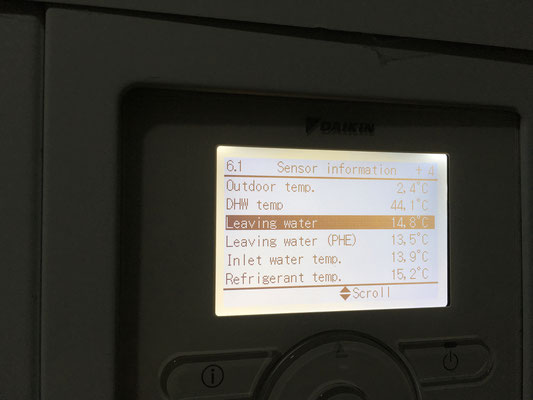 DAIKIN
6.1 Sensor information + 4
Outdoor temp. 2,4°C
DHW temp 44,1°C
Leaving water 14,8°C
Leaving water (PHE) 13,5°C
Inlet water temp. 13,9°C
Refrigerant temp. 15,2°C
Scroll